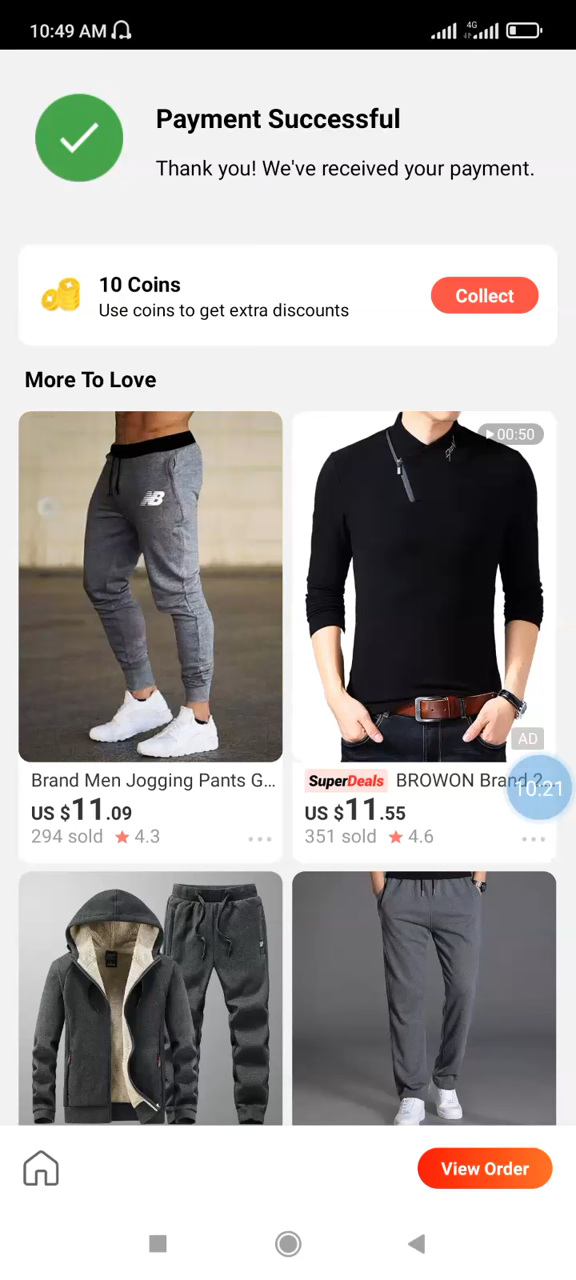 10:49 AM
4G
Payment Successful
Thank you! We've received your payment.
10 Coins
Use coins to get extra discounts
Collect
More To Love
NB
00:50
AD
Brand Men Jogging Pants G...
US $11.09
294 sold ★ 4.3
SuperDeals BROWON Brand 2...
US $11.55
351 sold ★ 4.6
10:21
View Order